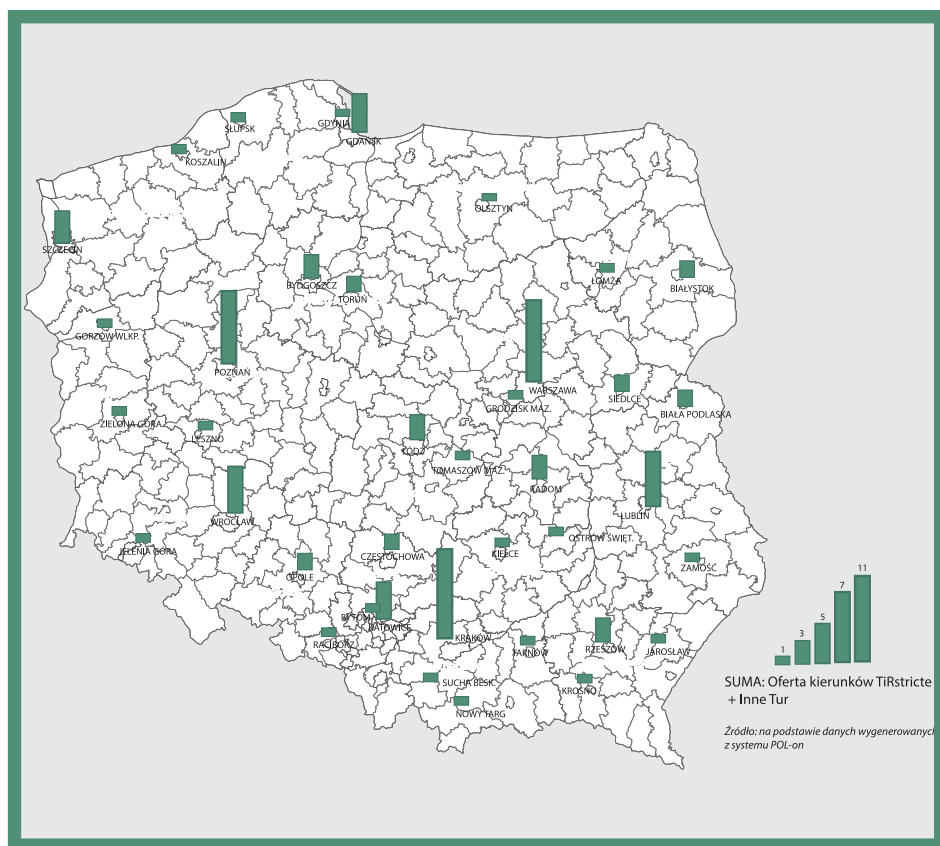 GDYNIA
SŁUPSK
GDAŃSK
KOSZALIN
OLSZTYN
SZCZECIN
BYDGOSZCZ
ŁOMŻA
BIAŁYSTOK
TORUŃ
GORZÓW WLKP.
POZNAŃ
WARSZAWA
SIEDLCE
GRODZISK MAZ.
BIAŁA PODLASKA
ZIELONA GÓRA
LESZNO
ŁÓDŹ
TOMASZÓW MAZ.
RADOM
LUBLIN
WROCŁAW
OSTRÓW ŚWIĘT.
JELENIA GÓRA
CZĘSTOCHOWA
KIELCE
ZAMOŚĆ
OPOLE
BYTOM
KATOWICE
KRAKÓW
RACIBÓRZ
TARNÓW
RZESZÓW
JAROSŁAW
SUCHA BESK.
KROSNO
NOWY TARG
1
3
5
7
11
SUMA: Oferta kierunków TiRstricte
+ Inne Tur
Źródło: na podstawie danych wygenerowanych
z systemu POL-on